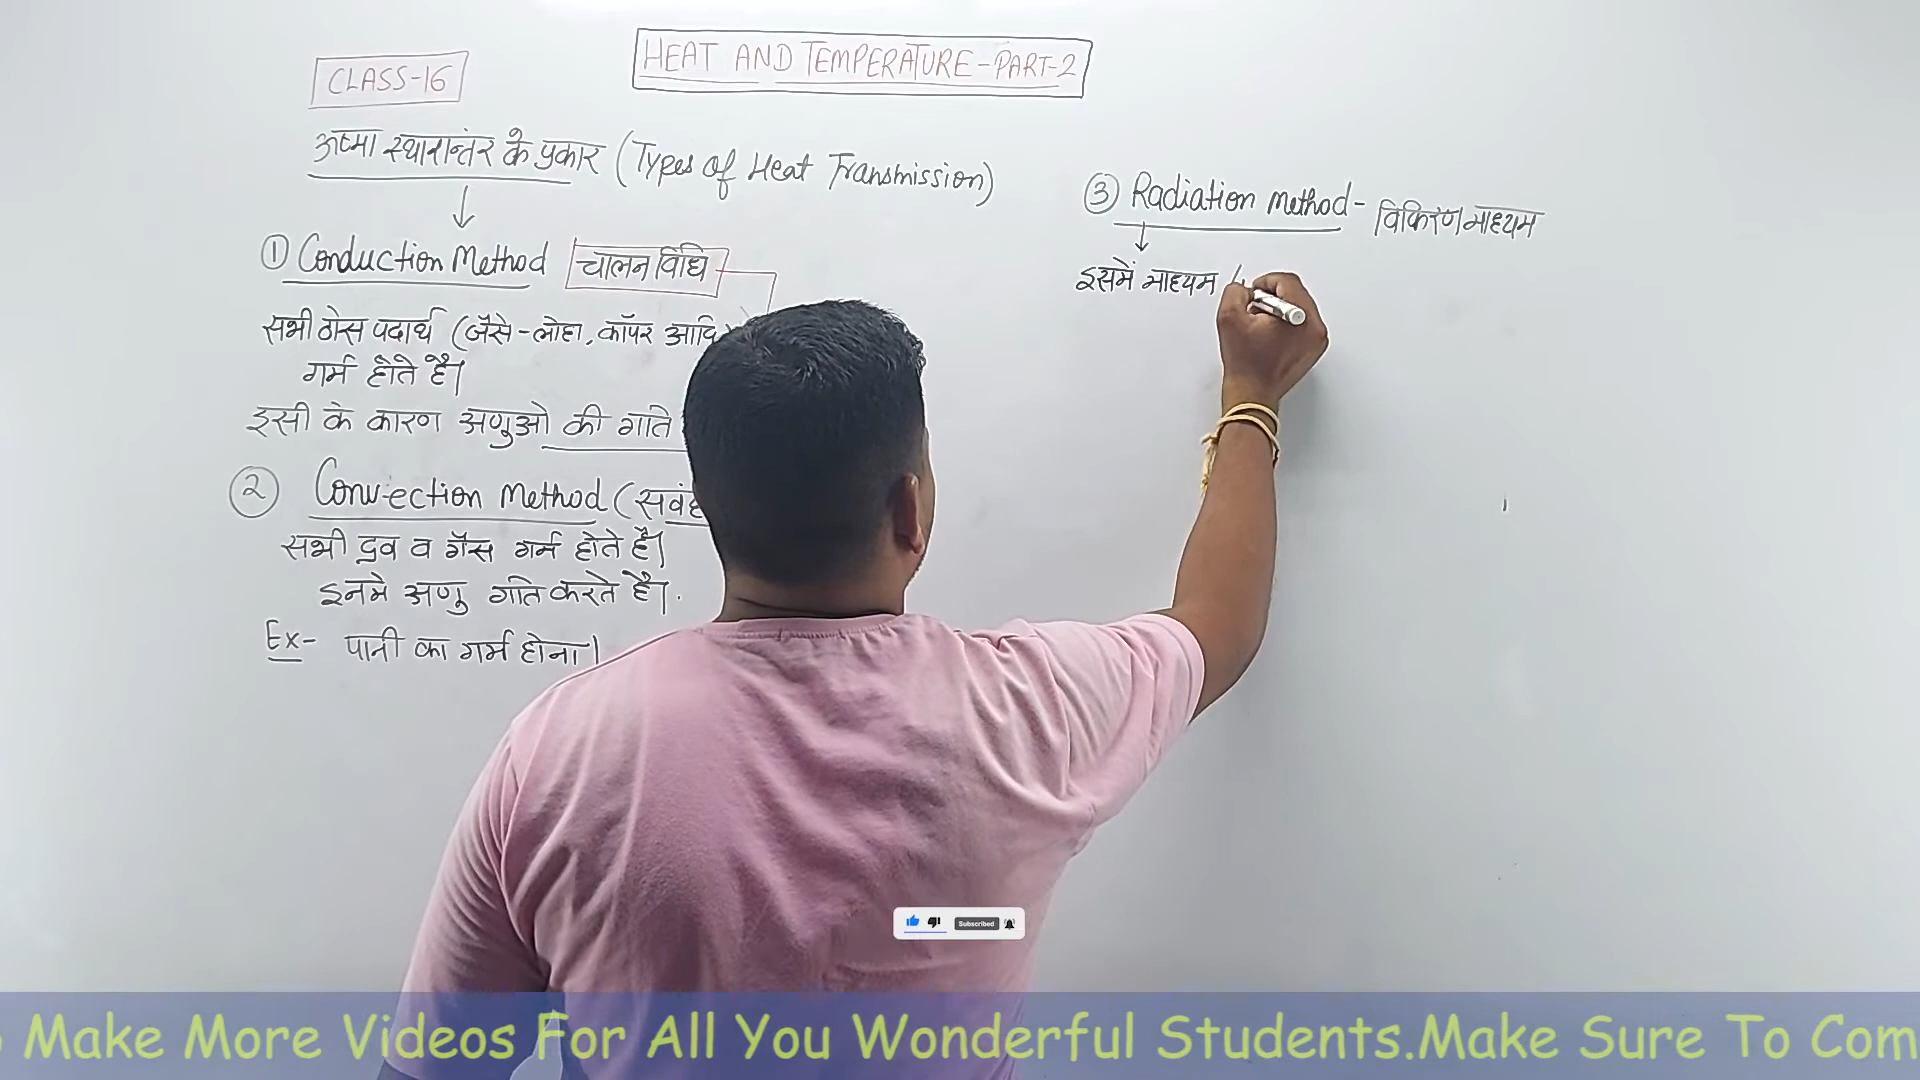 CLASS-16
HEAT AND TEMPERATURE-PART-2
ऊष्मा स्थानान्तर के प्रकार (Types of Heat Transmission)
① Conduction Method चालन विधि
सभी ठोस पदार्थ (जैसे-लोहा, कॉपर आदि
गर्म होते है।
इसी के कारण अणुओ की गति
② Convection Method (सवंह
सभी द्रव व गैस गर्म होते है।
इनमे अणु गति करते है।
Ex- पानी का गर्म होना।
③ Radiation Method- विकिरण माध्यम
इसमें माध्यम
Subscribed
Make More Videos For All You Wonderful Students.Make Sure To Com